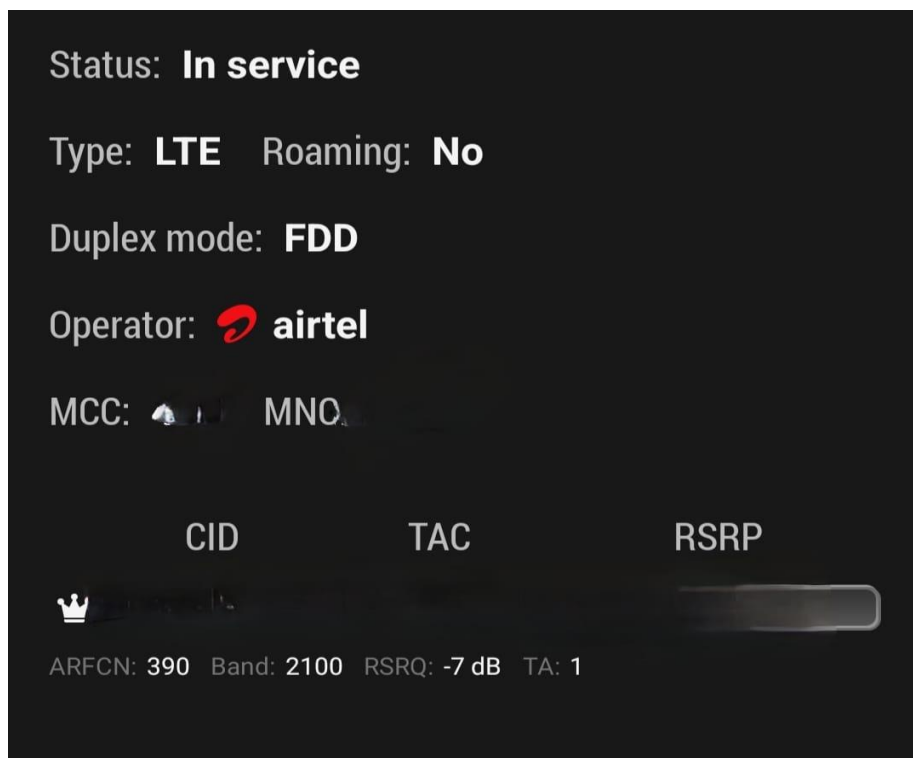 Status: In service
Type: LTE Roaming: No
Duplex mode: FDD
Operator: airtel
MCC: MNC
CID TAC RSRP
ARFCN: 390 Band: 2100 RSRQ: -7 dB TA: 1